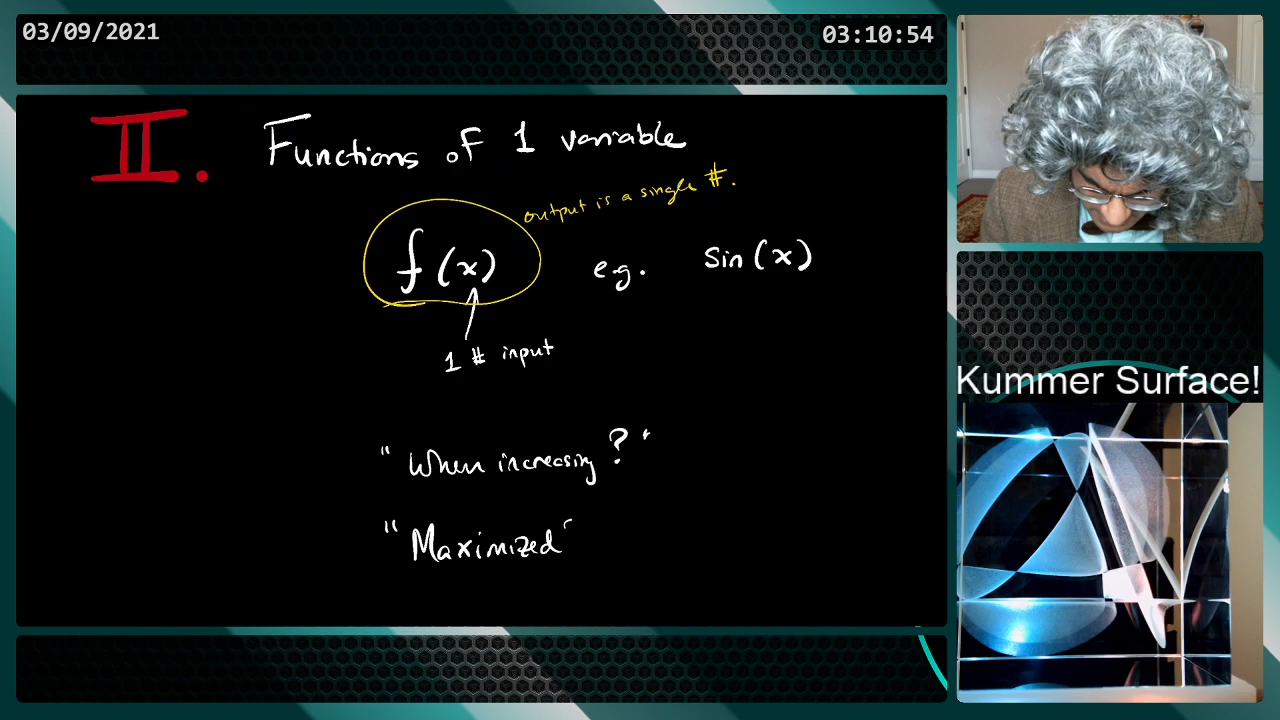 03/09/2021
03:10:54
II. Functions of 1 variable
output is a single #.
f(x) e.g. sin(x)
1 # input
"When increasing?"
"Maximized"
Kummer Surface!